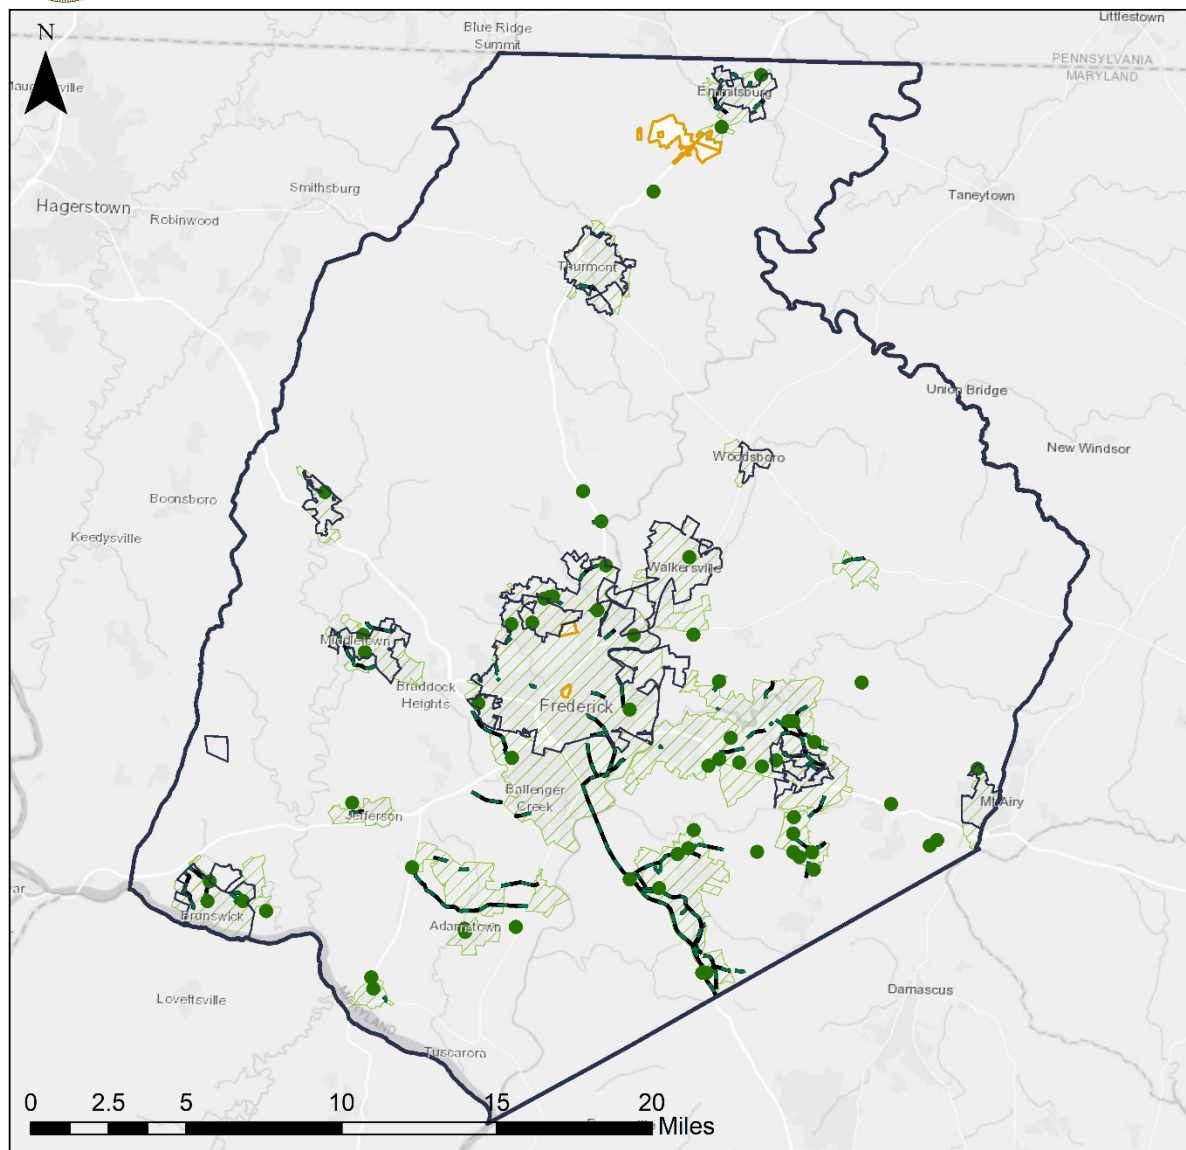 Littlestown
Blue Ridge
Summit
N
PENNSYLVANIA
MARYLAND
Emmitsburg
Smithsburg
Taneytown
Hagerstown
Robinwood
Thurmont
Union Bridge
New Windsor
Woodsboro
Boonsboro
Keedysville
Walkersville
Middletown
Braddock
Heights
Frederick
Ballenger
Creek
Jefferson
Mt Airy
Brunswick
Adamstown
Damascus
Lovettsville
MARYLAND
Tuscarora
0 2.5 5 10 15 20
Miles